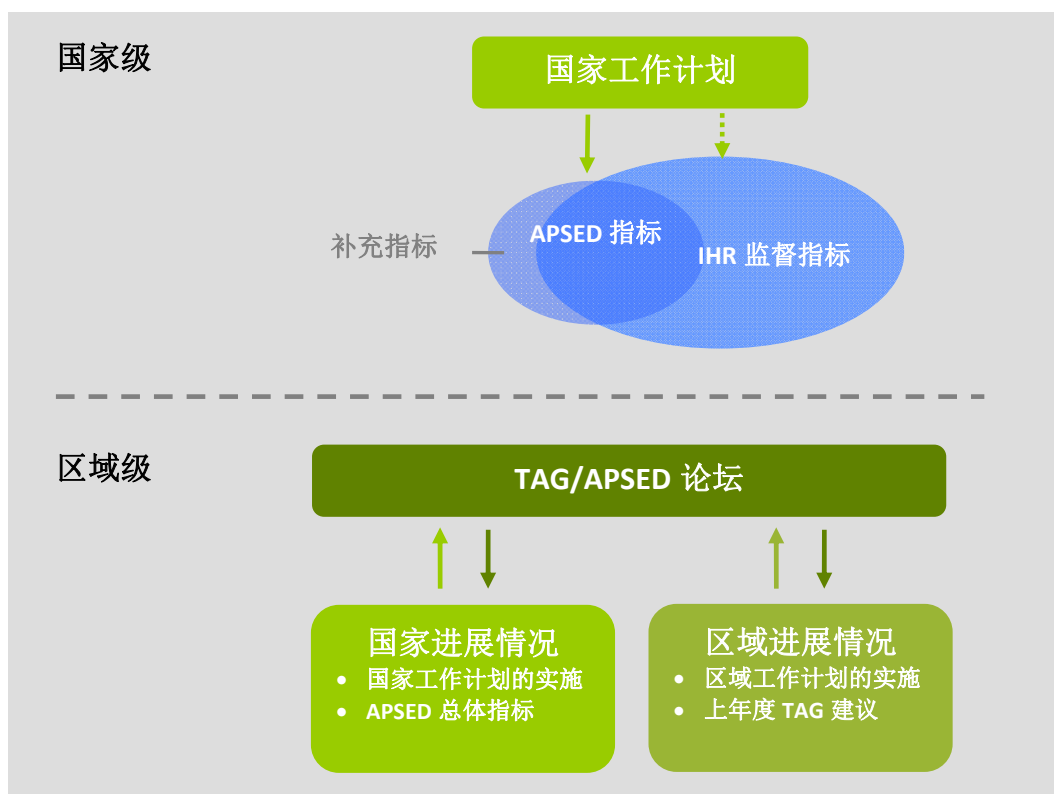 国家级
国家工作计划
补充指标
APSED 指标
IHR 监督指标
区域级
TAG/APSED 论坛
国家进展情况
• 国家工作计划的实施
• APSED 总体指标
区域进展情况
• 区域工作计划的实施
• 上年度 TAG 建议